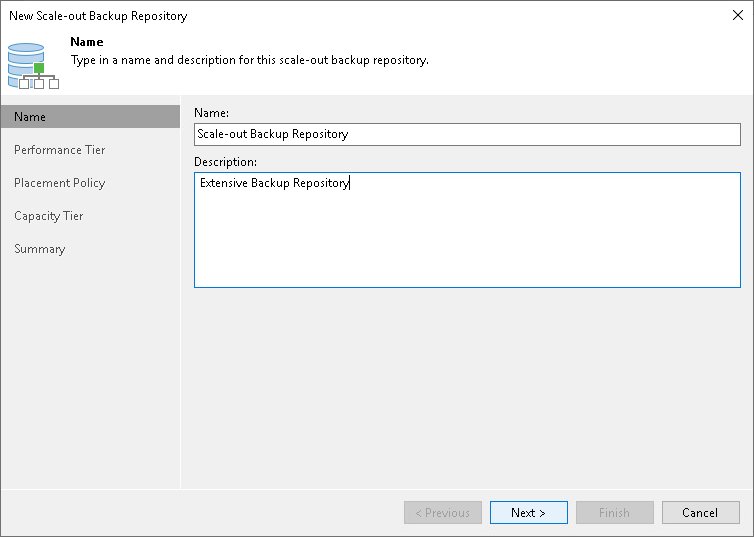 New Scale-out Backup Repository
Name
Type in a name and description for this scale-out backup repository.
Name
Performance Tier
Placement Policy
Capacity Tier
Summary
Name:
Scale-out Backup Repository
Description:
Extensive Backup Repository
< Previous
Next >
Finish
Cancel